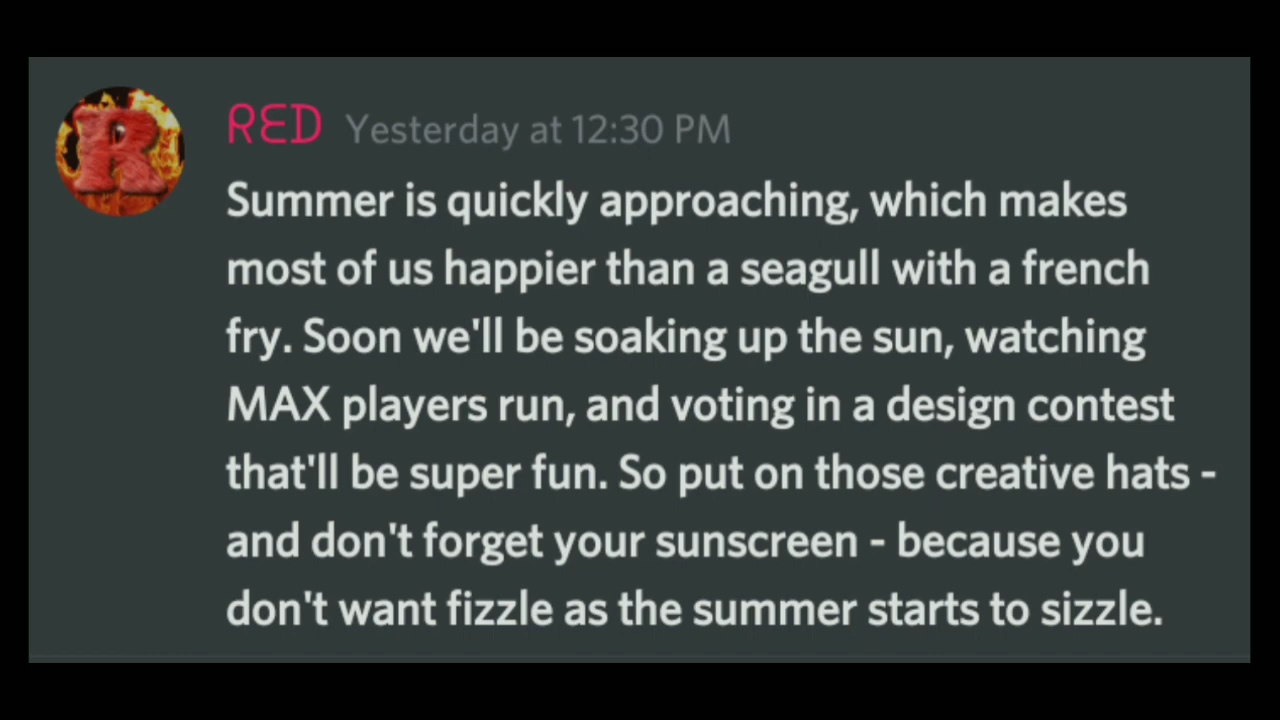 RED Yesterday at 12:30 PM
Summer is quickly approaching, which makes
most of us happier than a seagull with a french
fry. Soon we'll be soaking up the sun, watching
MAX players run, and voting in a design contest
that'll be super fun. So put on those creative hats -
and don't forget your sunscreen - because you
don't want fizzle as the summer starts to sizzle.